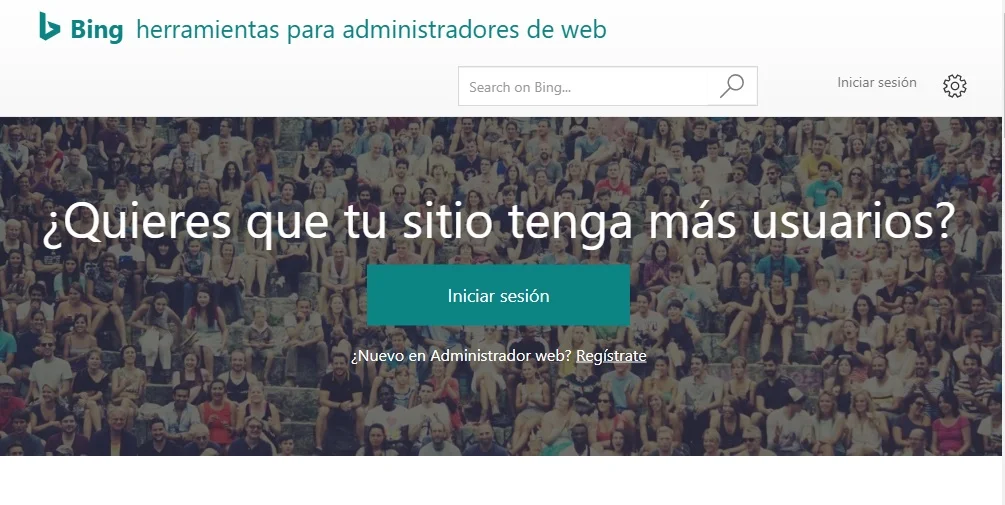 Bing herramientas para administradores de web
Search on Bing...
Iniciar sesión
¿Quieres que tu sitio tenga más usuarios?
Iniciar sesión
¿Nuevo en Administrador web? Regístrate